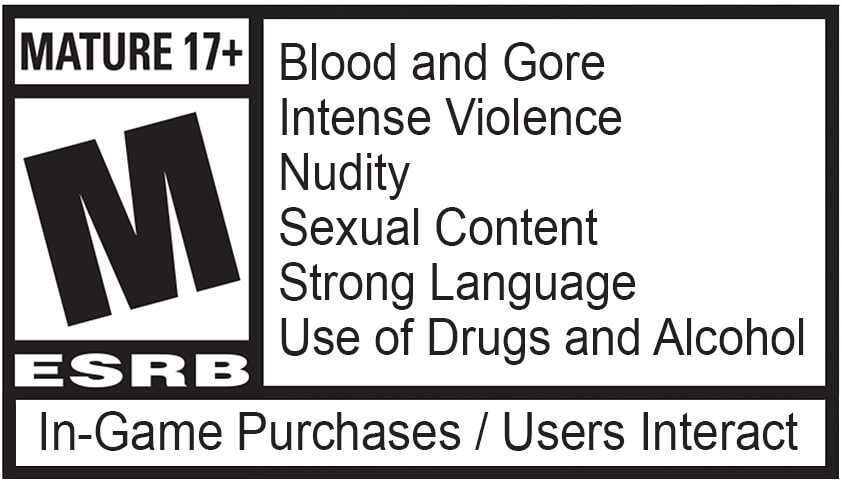 MATURE 17+
M
ESRB
Blood and Gore
Intense Violence
Nudity
Sexual Content
Strong Language
Use of Drugs and Alcohol
In-Game Purchases / Users Interact